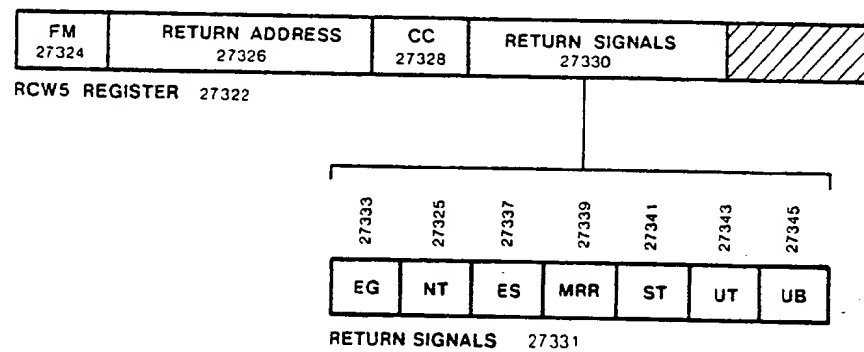 FM RETURN ADDRESS CC RETURN SIGNALS
27324 27326 27328 27330
RCW5 REGISTER 27322
27333 27325 27337 27339 27341 27343 27345
EG NT ES MRR ST UT UB
RETURN SIGNALS 27331